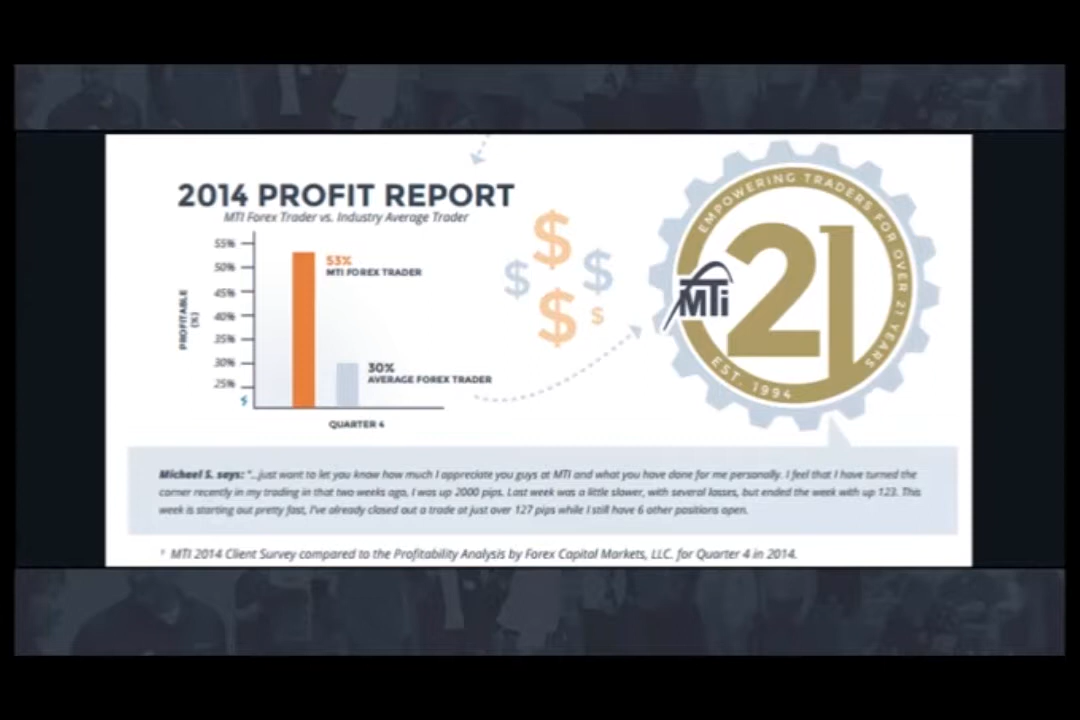 2014 PROFIT REPORT
MTI Forex Trader vs. Industry Average Trader
55%
50%
45%
40%
35%
30%
25%
PROFITABLE
(%)
53%
MTI FOREX TRADER
30%
AVERAGE FOREX TRADER
QUARTER 4
$
$
$
$
$
EMPOWERING TRADERS FOR OVER 21 YEARS
MTi
21
EST. 1994
Micheel S. says: "...just want to let you know how much I appreciate you guys at MTI and what you have done for me personally. I feel that I have turned the
corner recently in my trading in that two weeks ago, I was up 2000 pips. Last week was a little slower, with several losses, but ended the week with up 123. This
week is starting out pretty fast, I've already closed out a trade at just over 127 pips while I still have 6 other positions open.
MTI 2014 Client Survey compared to the Profitability Analysis by Forex Capital Markets, LLC. for Quarter 4 in 2014.